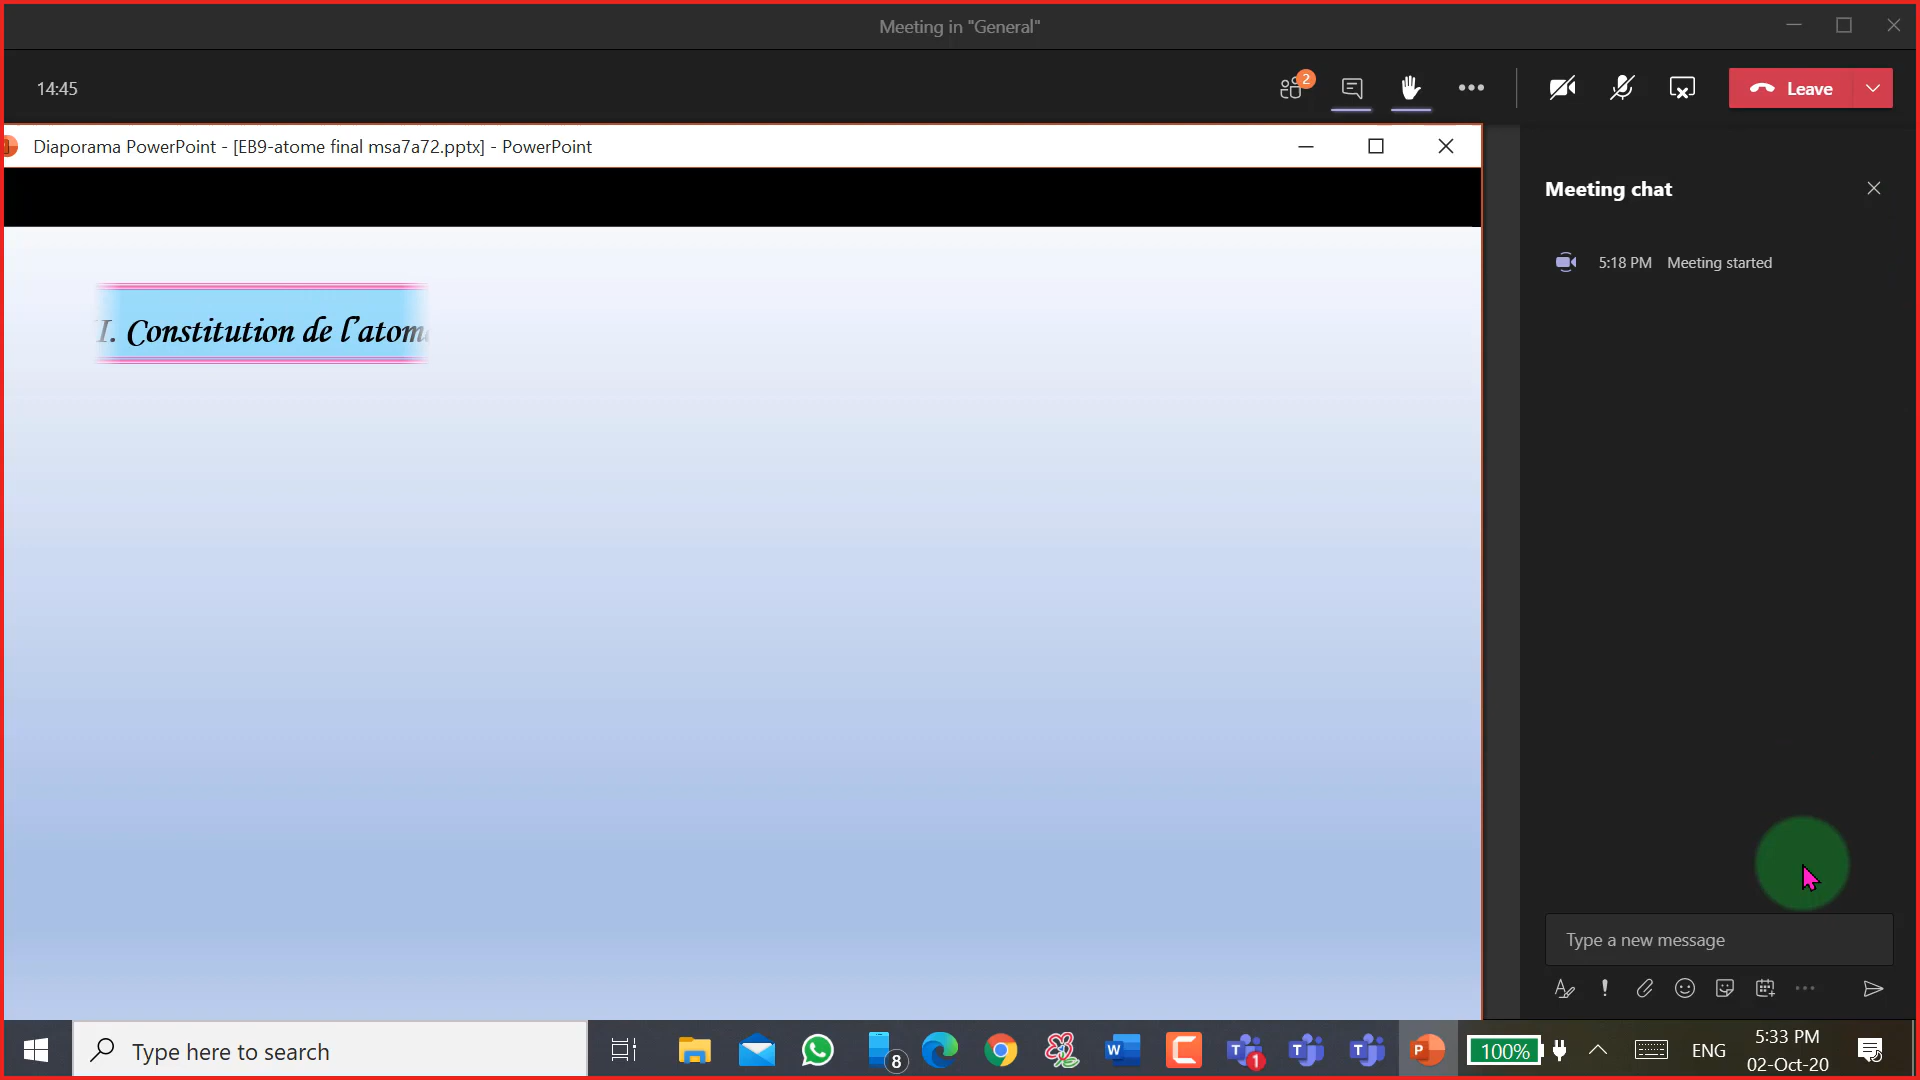 Meeting in "General"
14:45
2
Leave
Diaporama PowerPoint - [EB9-atome final msa7a72.pptx] - PowerPoint
Meeting chat
5:18 PM Meeting started
I. Constitution de l’atome
Type a new message
Type here to search
8
W
T
1
T
T
P
100%
ENG
5:33 PM
02-Oct-20